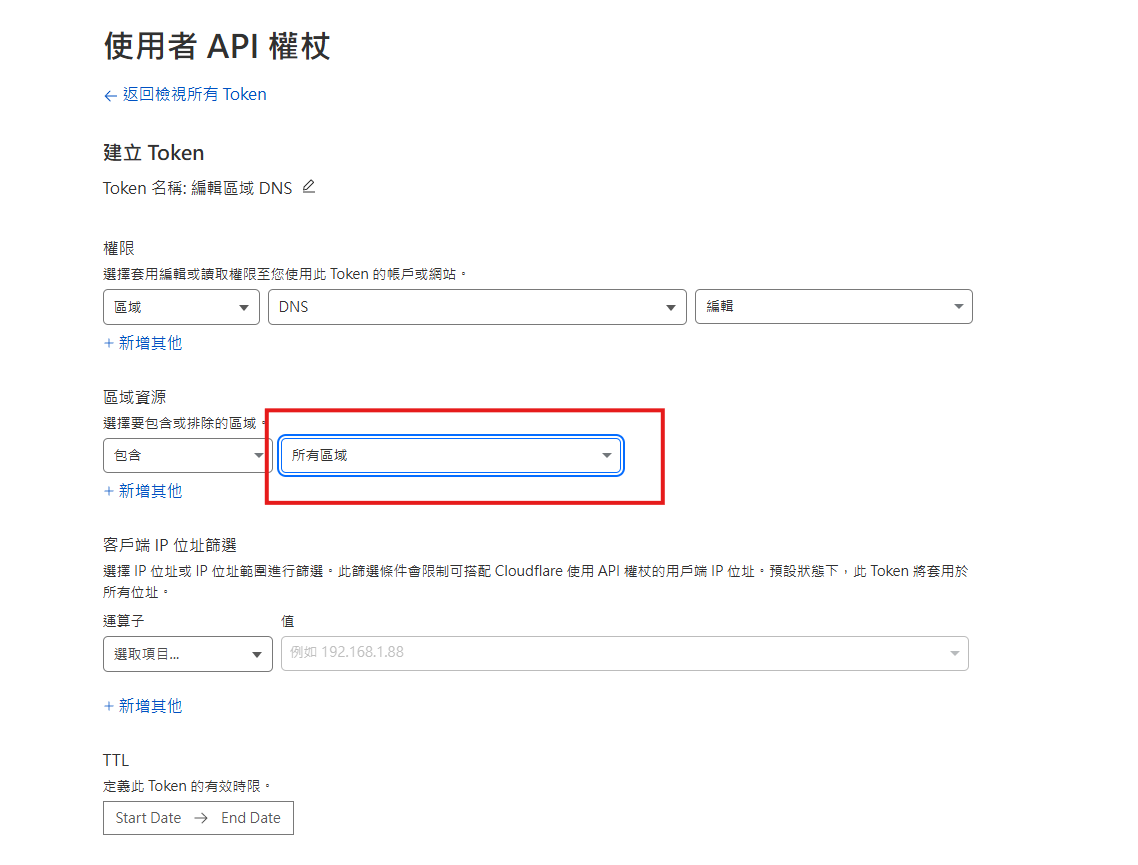 使用者 API 權杖
← 返回檢視所有 Token
建立 Token
Token 名稱: 編輯區域 DNS
權限
選擇套用編輯或讀取權限至您使用此 Token 的帳戶或網站。
區域 DNS 編輯
+ 新增其他
區域資源
選擇要包含或排除的區域。
包含 所有區域
+ 新增其他
客戶端 IP 位址篩選
選擇 IP 位址或 IP 位址範圍進行篩選。此篩選條件會限制可搭配 Cloudflare 使用 API 權杖的用戶端 IP 位址。預設狀態下，此 Token 將套用於
所有位址。
運算子 值
選取項目... 例如 192.168.1.88
+ 新增其他
TTL
定義此 Token 的有效時限。
Start Date → End Date